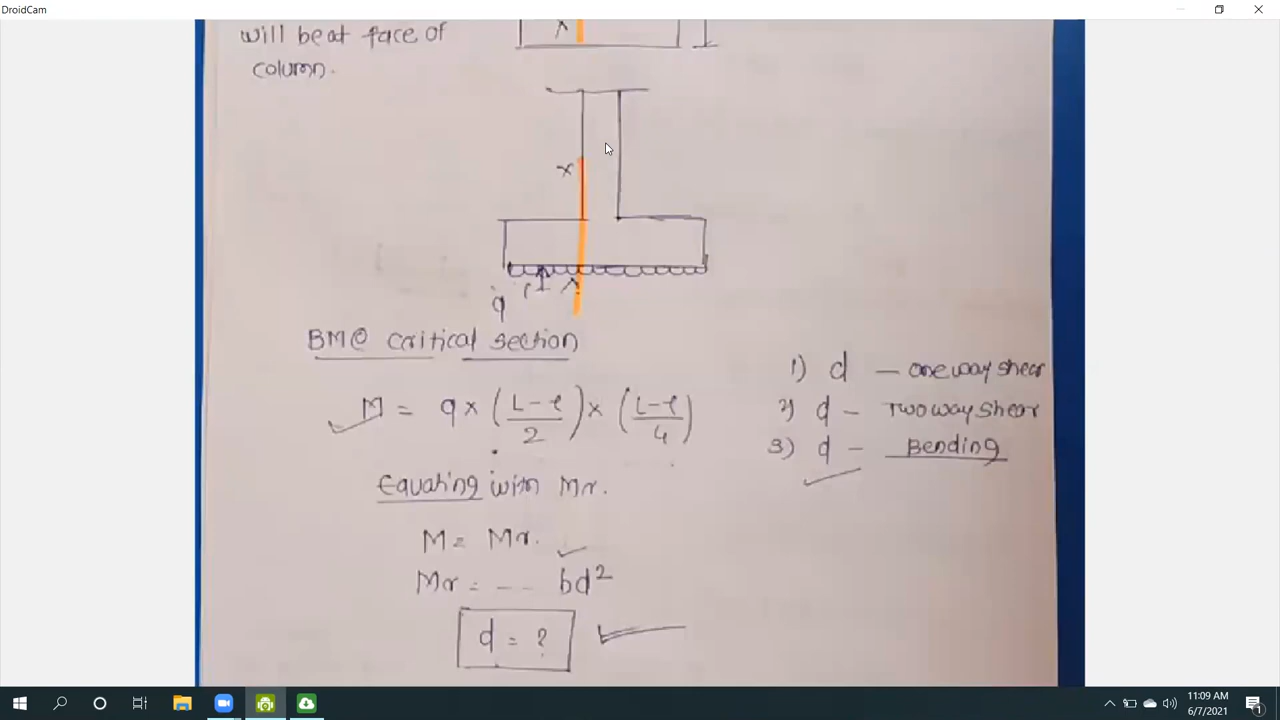 DroidCam
will be at face of
column.
x
x
x
q
BM@ critical section
M = q × (L-l/2) × (L-l/4)
1) d — one way shear
2) d — Two way shear
3) d — Bending
Equating with Mr.
M = Mr.
Mr = -- bd²
d = ?
11:09 AM
6/7/2021
1